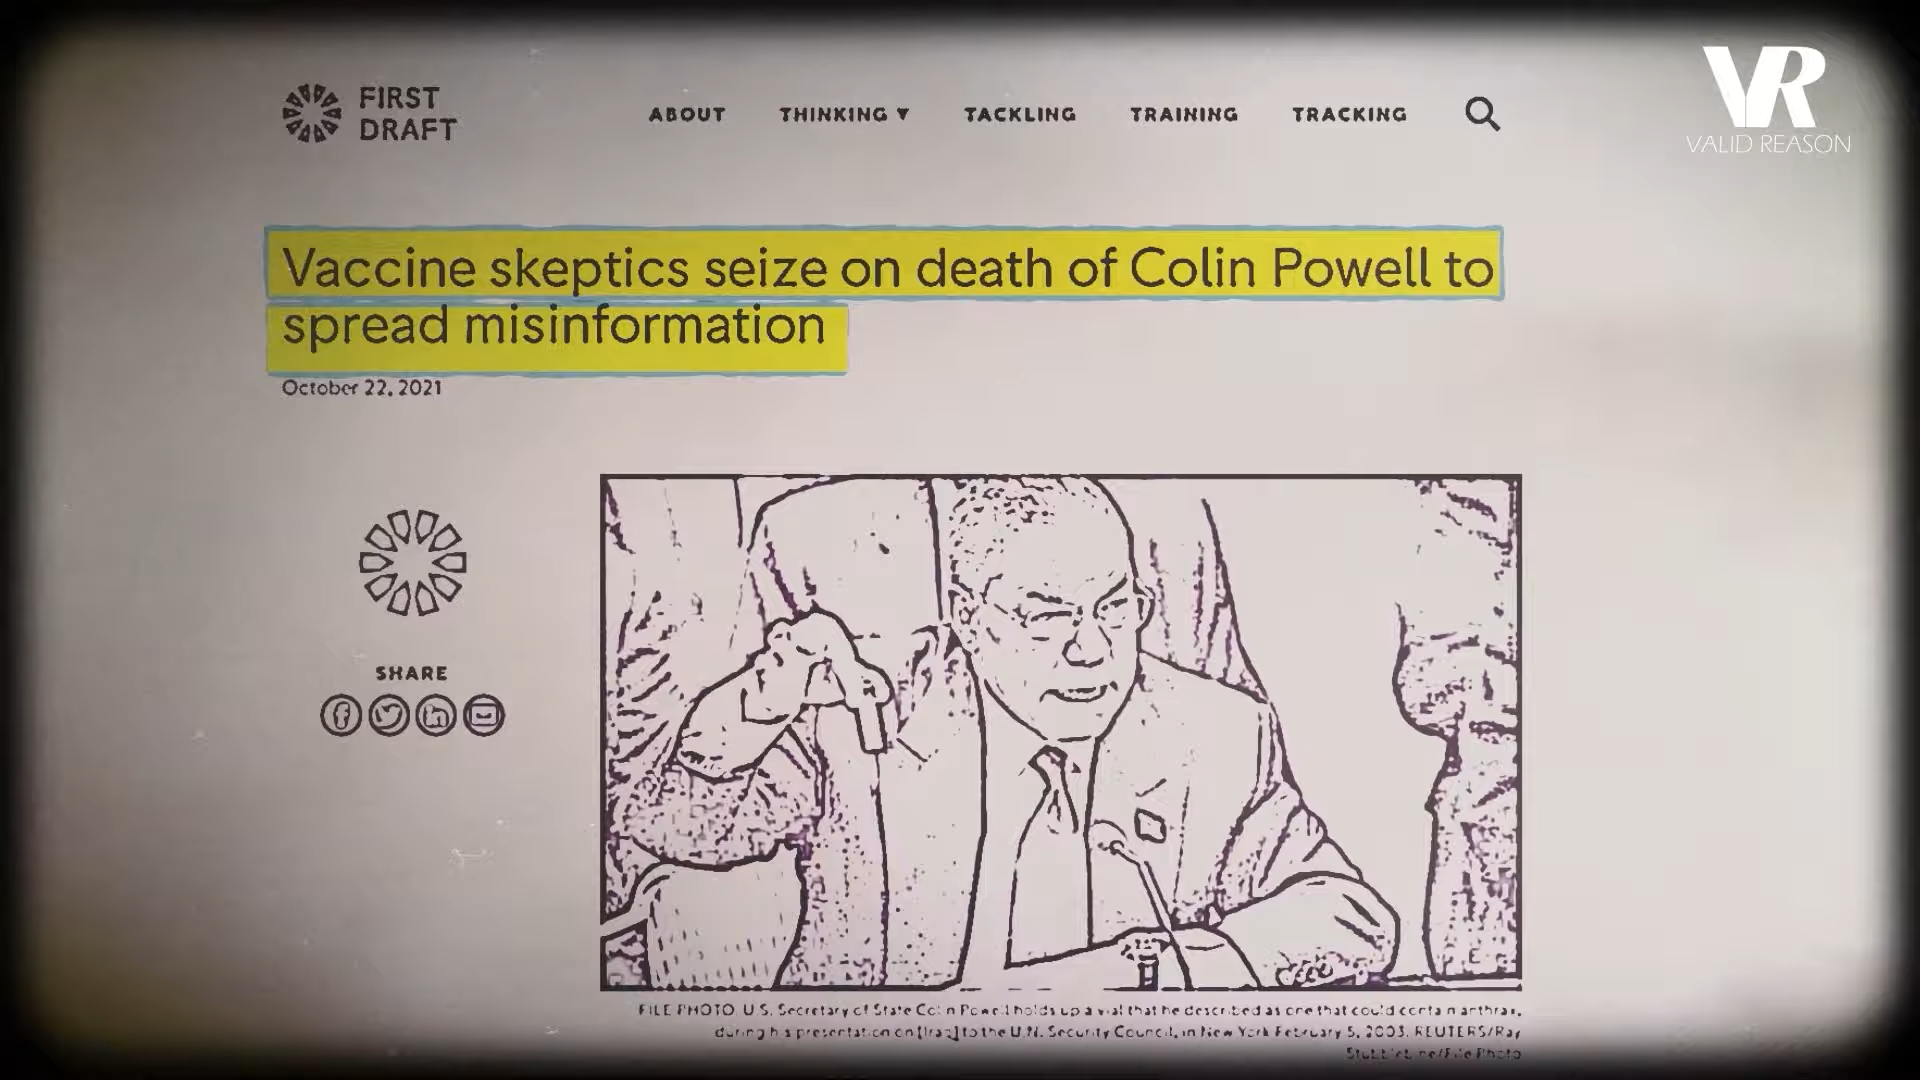 FIRST
DRAFT
ABOUT
THINKING ▼
TACKLING
TRAINING
TRACKING
VR
VALID REASON
Vaccine skeptics seize on death of Colin Powell to
spread misinformation
October 22, 2021
SHARE
FILE PHOTO: U.S. Secretary of State Colin Powell holds up a vial that he described as one that could contain anthrax,
during his presentation on [Iraq] to the U.N. Security Council, in New York February 5, 2003. REUTERS/Ray
Stubblebine/File Photo